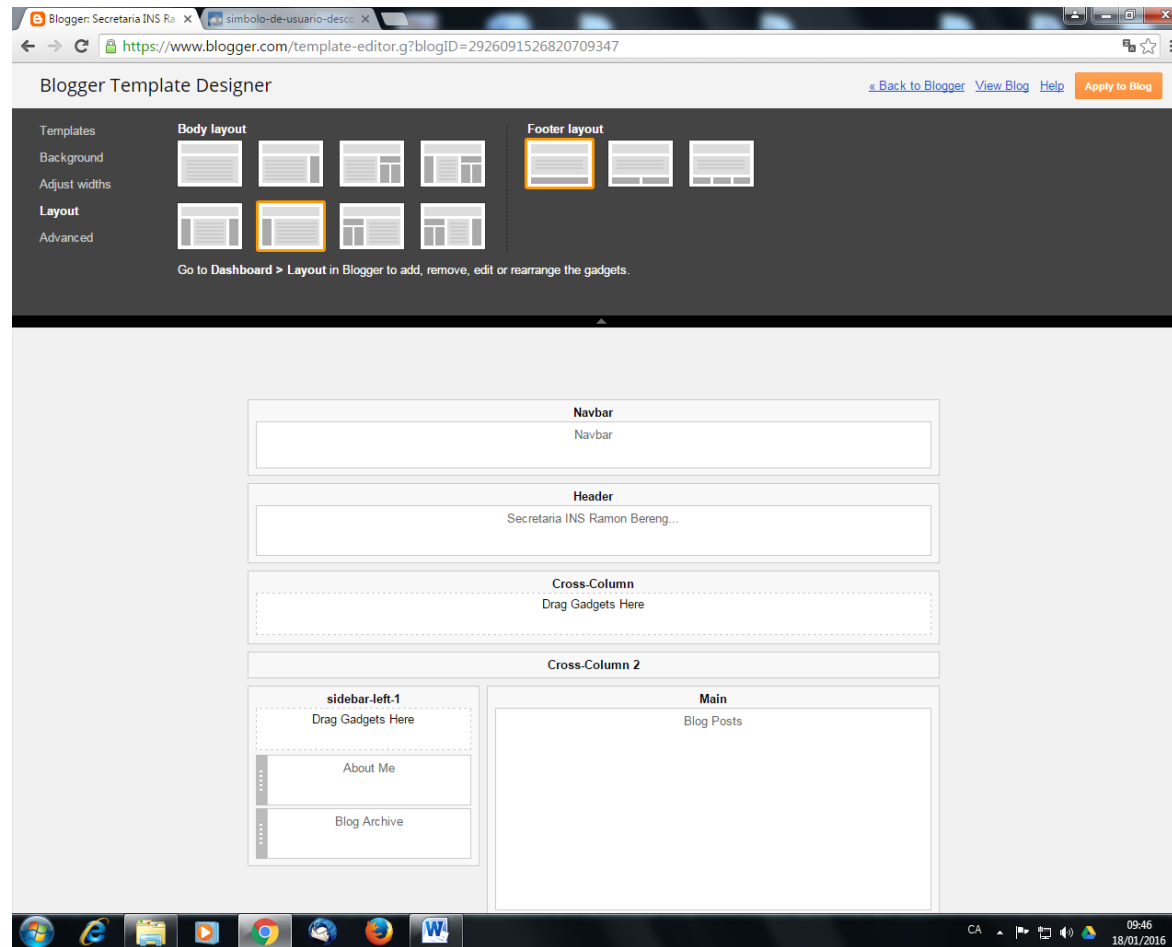 Blogger: Secretaria INS Ra
simbolo-de-usuario-desco
https://www.blogger.com/template-editor.g?blogID=2926091526820709347
Blogger Template Designer
« Back to Blogger View Blog Help Apply to Blog
Templates
Background
Adjust widths
Layout
Advanced
Body layout
Footer layout
Go to Dashboard > Layout in Blogger to add, remove, edit or rearrange the gadgets.
Navbar
Navbar
Header
Secretaria INS Ramon Bereng...
Cross-Column
Drag Gadgets Here
Cross-Column 2
sidebar-left-1
Drag Gadgets Here
About Me
Blog Archive
Main
Blog Posts
CA
09:46
18/01/2016